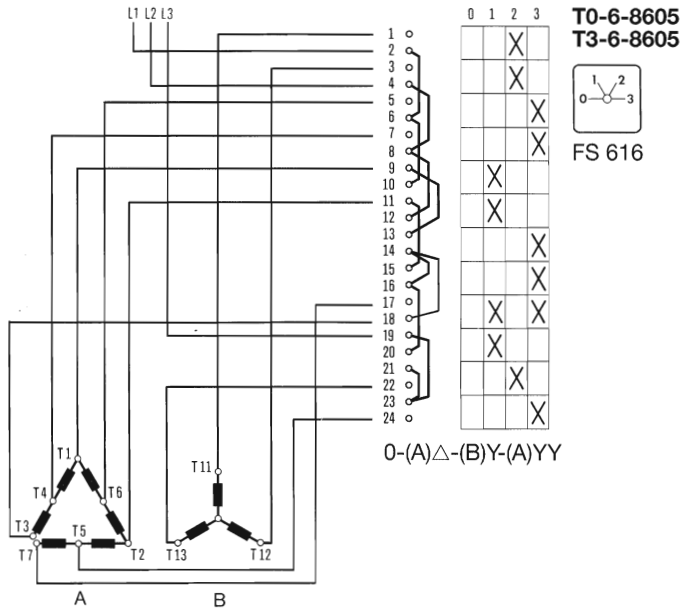 L1 L2 L3
0 1 2 3
T0-6-8605
T3-6-8605
1
2
3
4
5
6
7
8
9
10
11
12
13
14
15
16
17
18
19
20
21
22
23
24
X
X
X
X
X
X
X
X
X X
X
X
X
1 2
0 3
FS 616
0-(A)△-(B)Y-(A)YY
T1
T11
T4 T6
T3 T5
T7 T2
T13 T12
A B